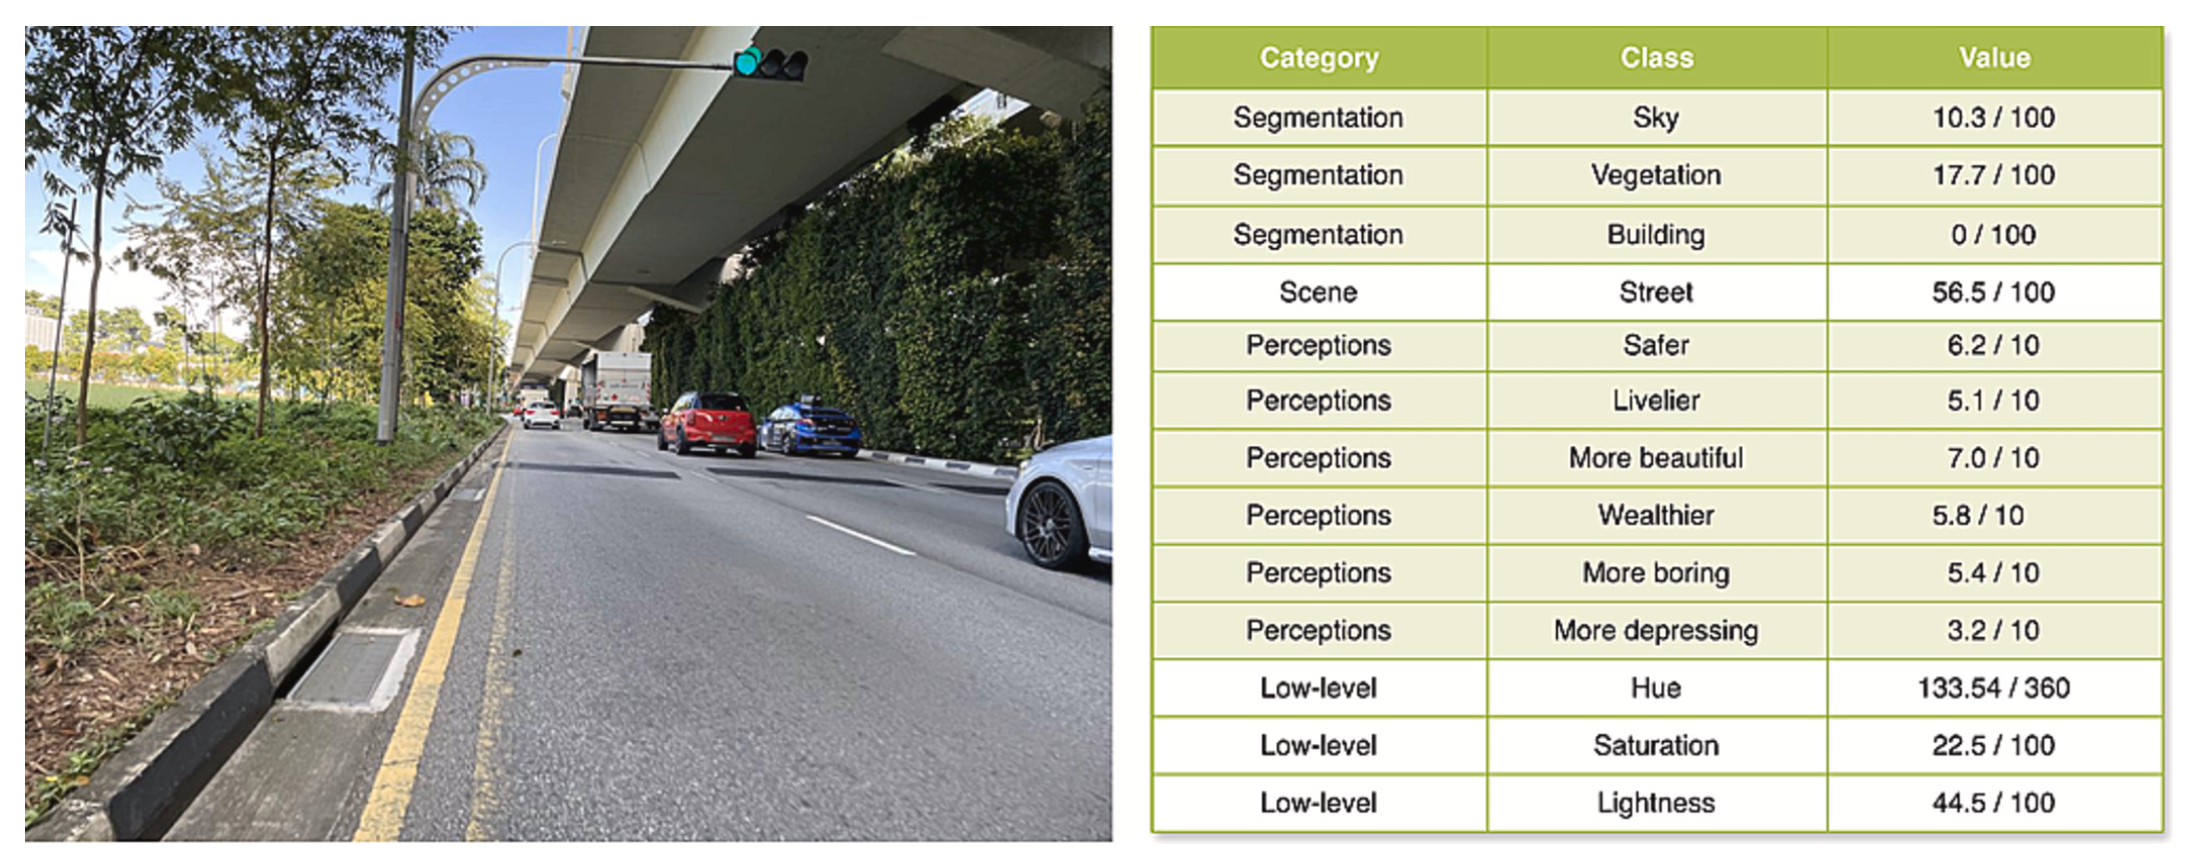 Category Class Value
Segmentation Sky 10.3 / 100
Segmentation Vegetation 17.7 / 100
Segmentation Building 0 / 100
Scene Street 56.5 / 100
Perceptions Safer 6.2 / 10
Perceptions Livelier 5.1 / 10
Perceptions More beautiful 7.0 / 10
Perceptions Wealthier 5.8 / 10
Perceptions More boring 5.4 / 10
Perceptions More depressing 3.2 / 10
Low-level Hue 133.54 / 360
Low-level Saturation 22.5 / 100
Low-level Lightness 44.5 / 100